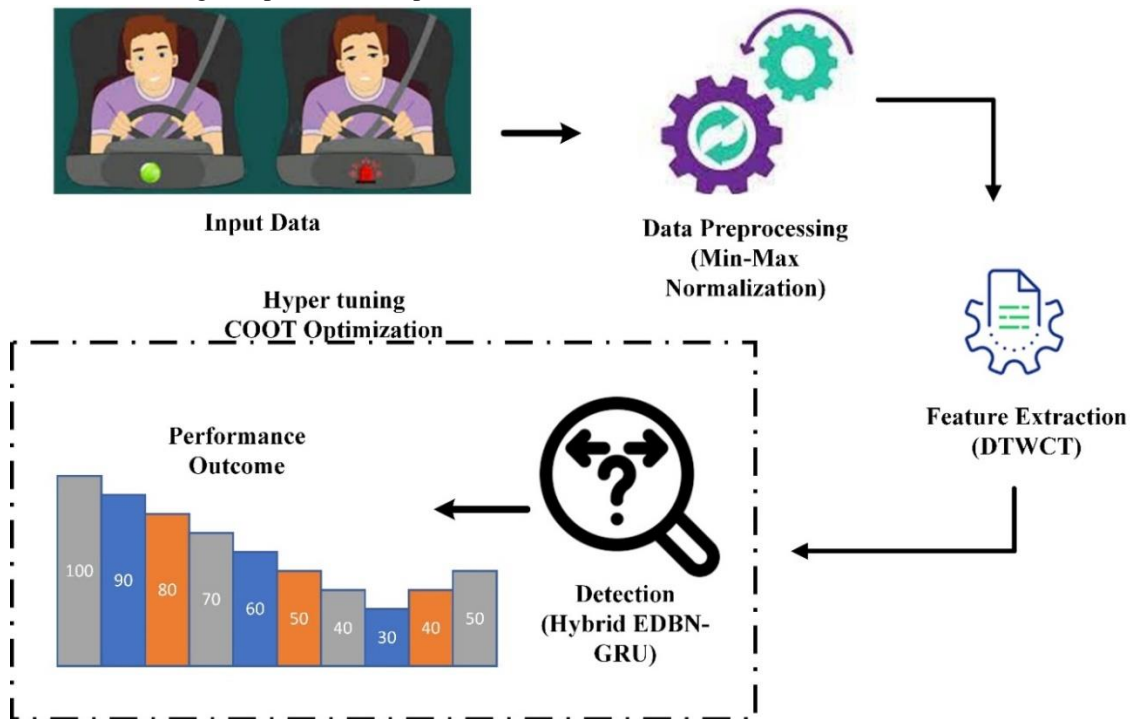 Input Data
Data Preprocessing
(Min-Max
Normalization)
Feature Extraction
(DTWCT)
Hyper tuning
COOT Optimization
Detection
(Hybrid EDBN-
GRU)
Performance
Outcome
100
90
80
70
60
50
40
30
40
50